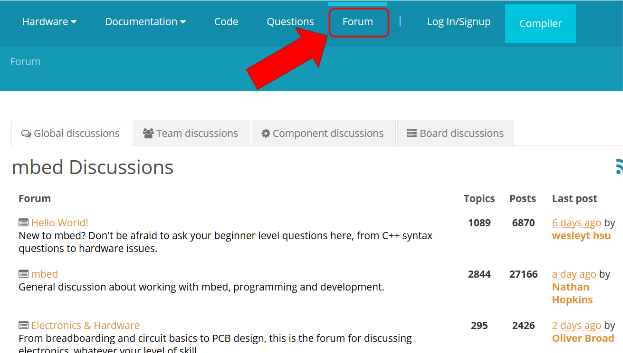 Hardware Documentation Code Questions Forum | Log In/Signup Compiler
Forum
Global discussions Team discussions Component discussions Board discussions
mbed Discussions
Forum Topics Posts Last post
Hello World! 1089 6870 6 days ago by
New to mbed? Don't be afraid to ask your beginner level questions here, from C++ syntax wesleyt hsu
questions to hardware issues.
mbed 2844 27166 a day ago by
General discussion about working with mbed, programming and development. Nathan
Hopkins
Electronics & Hardware 295 2426 2 days ago by
From breadboarding and circuit basics to PCB design, this is the forum for discussing Oliver Broad
electronics, whatever your level of skill